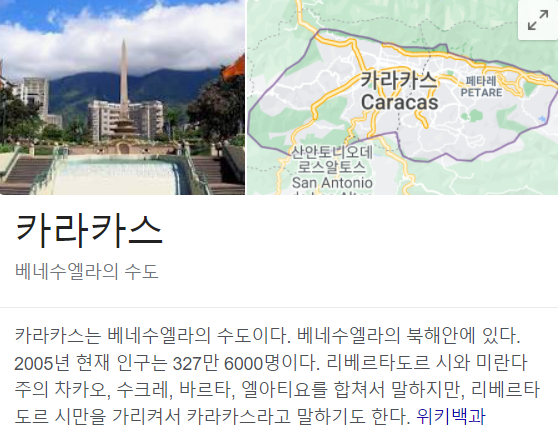 카라카스
Caracas
페타레
PETARE
산안토니오데
로스알토스
San Antonio
카라카스
베네수엘라의 수도
카라카스는 베네수엘라의 수도이다. 베네수엘라의 북해안에 있다.
2005년 현재 인구는 327만 6000명이다. 리베르타도르 시와 미란다
주의 차카오, 수크레, 바르타, 엘아티요를 합쳐서 말하지만, 리베르타
도르 시만을 가리켜서 카라카스라고 말하기도 한다. 위키백과